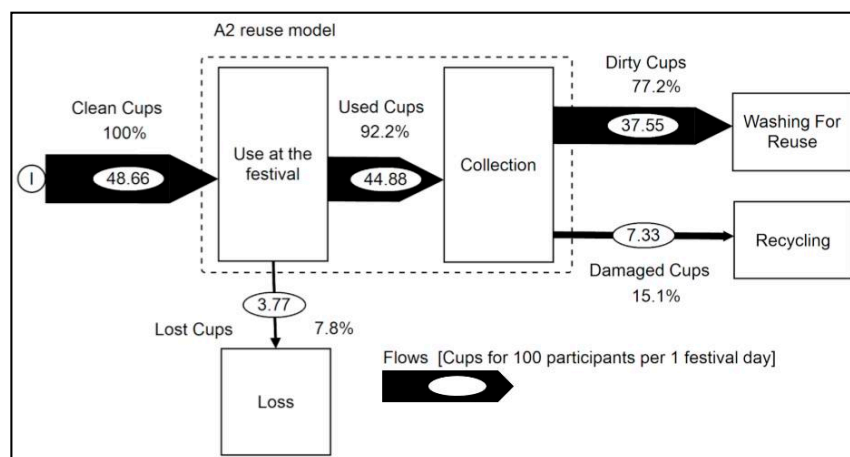 A2 reuse model
Clean Cups
100%
I
48.66
Use at the
festival
Used Cups
92.2%
44.88
Collection
Dirty Cups
77.2%
37.55
Washing For
Reuse
7.33
Damaged Cups
15.1%
Recycling
3.77
Lost Cups
7.8%
Loss
Flows [Cups for 100 participants per 1 festival day]